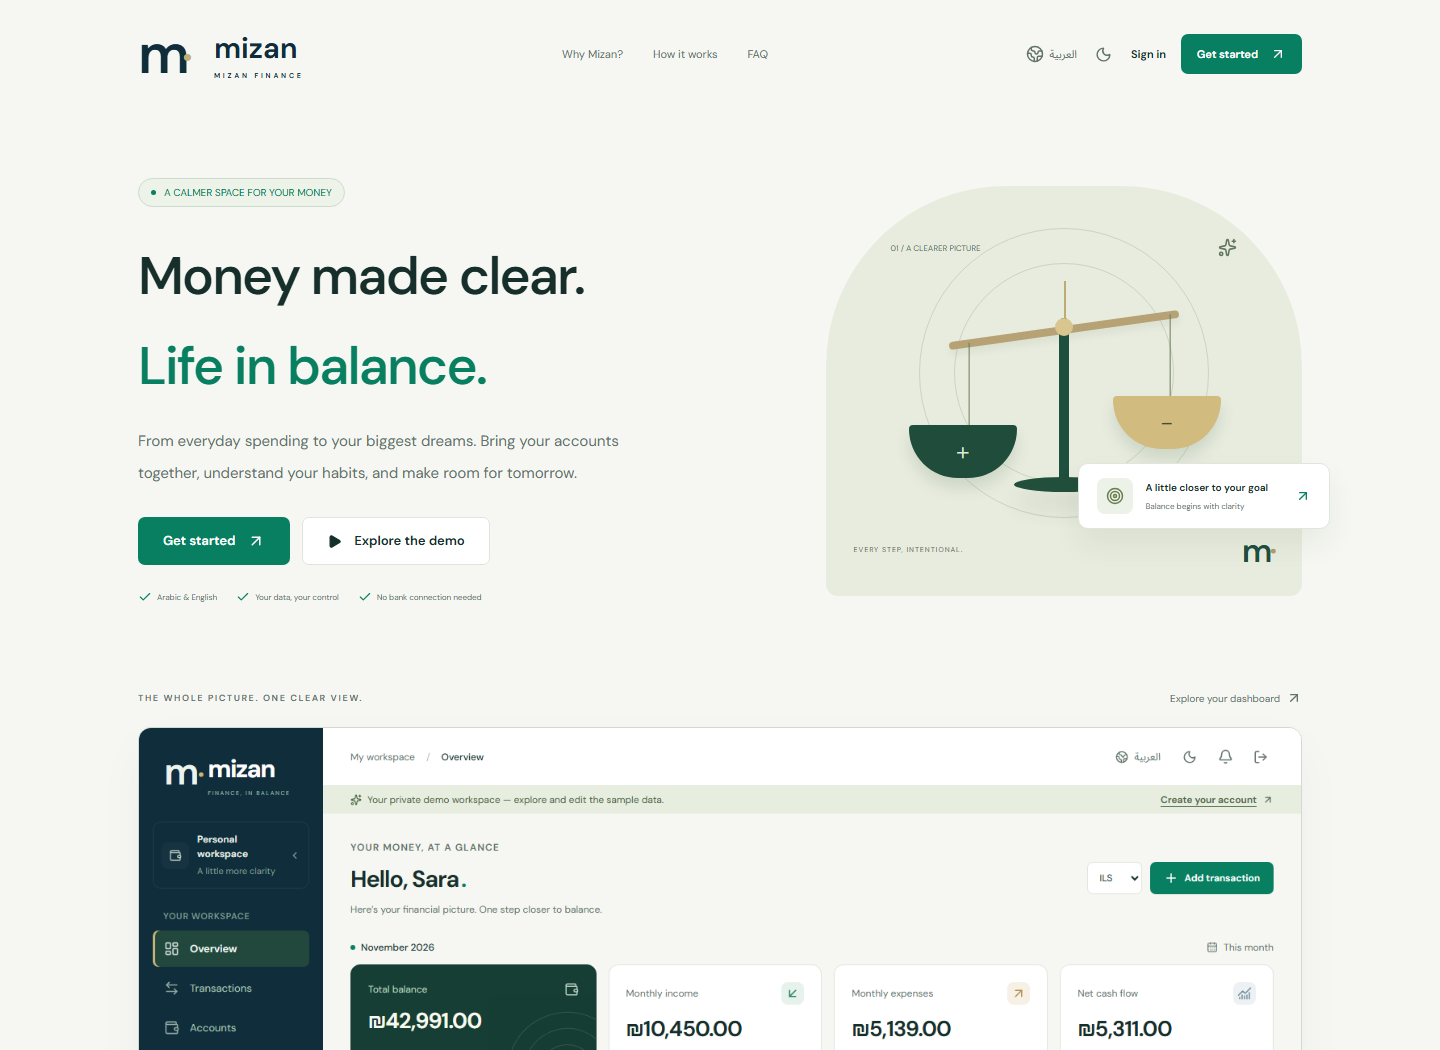 m. mizan
MIZAN FINANCE
Why Mizan?
How it works
FAQ
العربية
Sign in
Get started
A CALMER SPACE FOR YOUR MONEY
Money made clear.
Life in balance.
From everyday spending to your biggest dreams. Bring your accounts
together, understand your habits, and make room for tomorrow.
Get started
Explore the demo
Arabic & English
Your data, your control
No bank connection needed
01 / A CLEARER PICTURE
+
−
A little closer to your goal
Balance begins with clarity
EVERY STEP, INTENTIONAL.
m.
THE WHOLE PICTURE. ONE CLEAR VIEW.
Explore your dashboard
m. mizan
FINANCE, IN BALANCE
Personal
workspace
A little more clarity
YOUR WORKSPACE
Overview
Transactions
Accounts
My workspace / Overview
العربية
Your private demo workspace — explore and edit the sample data.
Create your account
YOUR MONEY, AT A GLANCE
Hello, Sara.
Here's your financial picture. One step closer to balance.
ILS
Add transaction
November 2026
This month
Total balance
₪42,991.00
Monthly income
₪10,450.00
Monthly expenses
₪5,139.00
Net cash flow
₪5,311.00